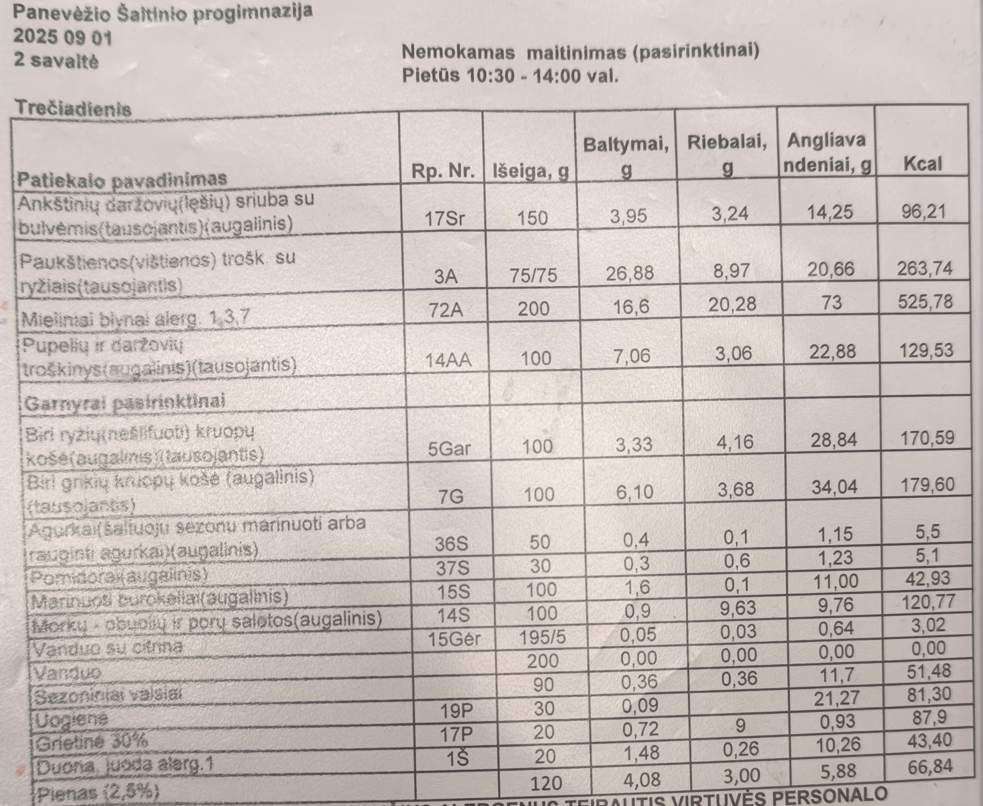 Panevėžio Šaltinio progimnazija
2025 09 01
2 savaitė
Nemokamas maitinimas (pasirinktinai)
Pietūs 10:30 - 14:00 val.
Trečiadienis
Patiekalo pavadinimas Rp. Nr. Išeiga, g Baltymai, g Riebalai, g Angliava ndeniai, g Kcal
Ankštinių daržovių(lęšių) sriuba su
bulvėmis(tausojantis)(augalinis) 17Sr 150 3,95 3,24 14,25 96,21
Paukštienos(vištienos) trošk. su
ryžiais(tausojantis) 3A 75/75 26,88 8,97 20,66 263,74
Mieliniai blynai alerg. 1,3,7 72A 200 16,6 20,28 73 525,78
Pupelių ir daržovių
troškinys(augalinis)(tausojantis) 14AA 100 7,06 3,06 22,88 129,53
Garnyrai pasirinktinai
Biri ryžių(nešlifuoti) kruopų
košė(augalinis)(tausojantis) 5Gar 100 3,33 4,16 28,84 170,59
Biri grikių kruopų košė (augalinis)
(tausojantis) 7G 100 6,10 3,68 34,04 179,60
Agurkai(šaltuoju sezonu marinuoti arba
rauginti agurkai)(augalinis) 36S 50 0,4 0,1 1,15 5,5
Pomidorai(augalinis) 37S 30 0,3 0,6 1,23 5,1
Marinuoti burokėliai(augalinis) 15S 100 1,6 0,1 11,00 42,93
Morkų - obuolių ir porų salotos(augalinis) 14S 100 0,9 9,63 9,76 120,77
Vanduo su citrina 15Gėr 195/5 0,05 0,03 0,64 3,02
Vanduo 200 0,00 0,00 0,00 0,00
Sezoniniai vaisiai 90 0,36 0,36 11,7 51,48
Uogienė 19P 30 0,09 21,27 81,30
Grietinė 30% 17P 20 0,72 9 0,93 87,9
Duona, juoda alerg.1 1Š 20 1,48 0,26 10,26 43,40
Pienas (2,5%) 120 4,08 3,00 5,88 66,84
ALERGENUS TEIRAUTIS VIRTUVĖS PERSONALO